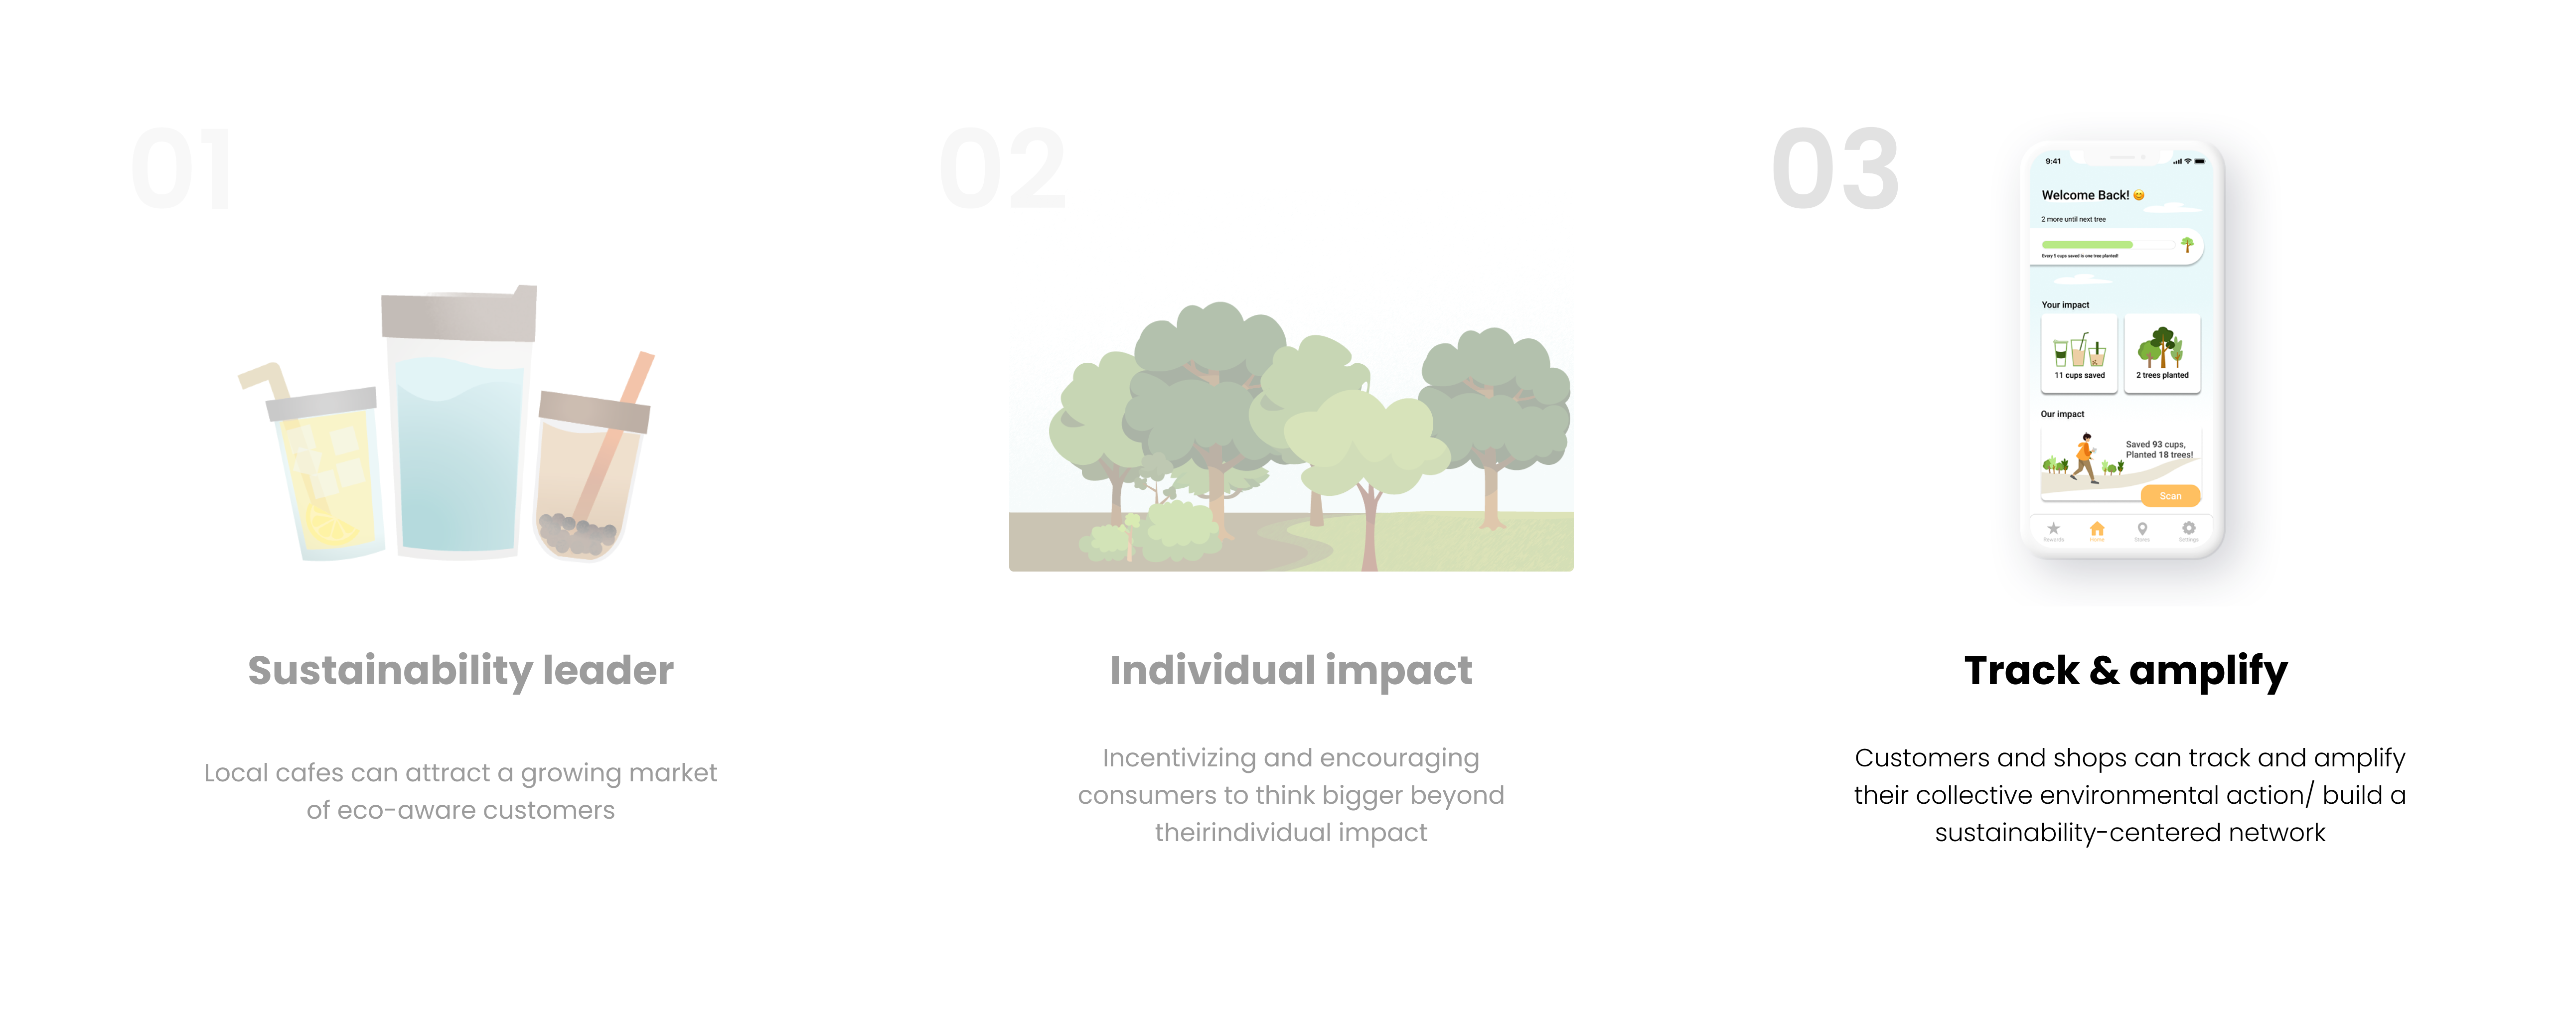 01
Sustainability leader
Local cafes can attract a growing market
of eco-aware customers
02
Individual impact
Incentivizing and encouraging
consumers to think bigger beyond
theirindividual impact
03
9:41
Welcome Back! 😊
2 more until next tree
Every 5 cups saved is one tree planted!
Your impact
11 cups saved
2 trees planted
Our impact
Saved 93 cups,
Planted 18 trees!
Scan
Rewards
Home
Stores
Settings
Track & amplify
Customers and shops can track and amplify
their collective environmental action/ build a
sustainability-centered network